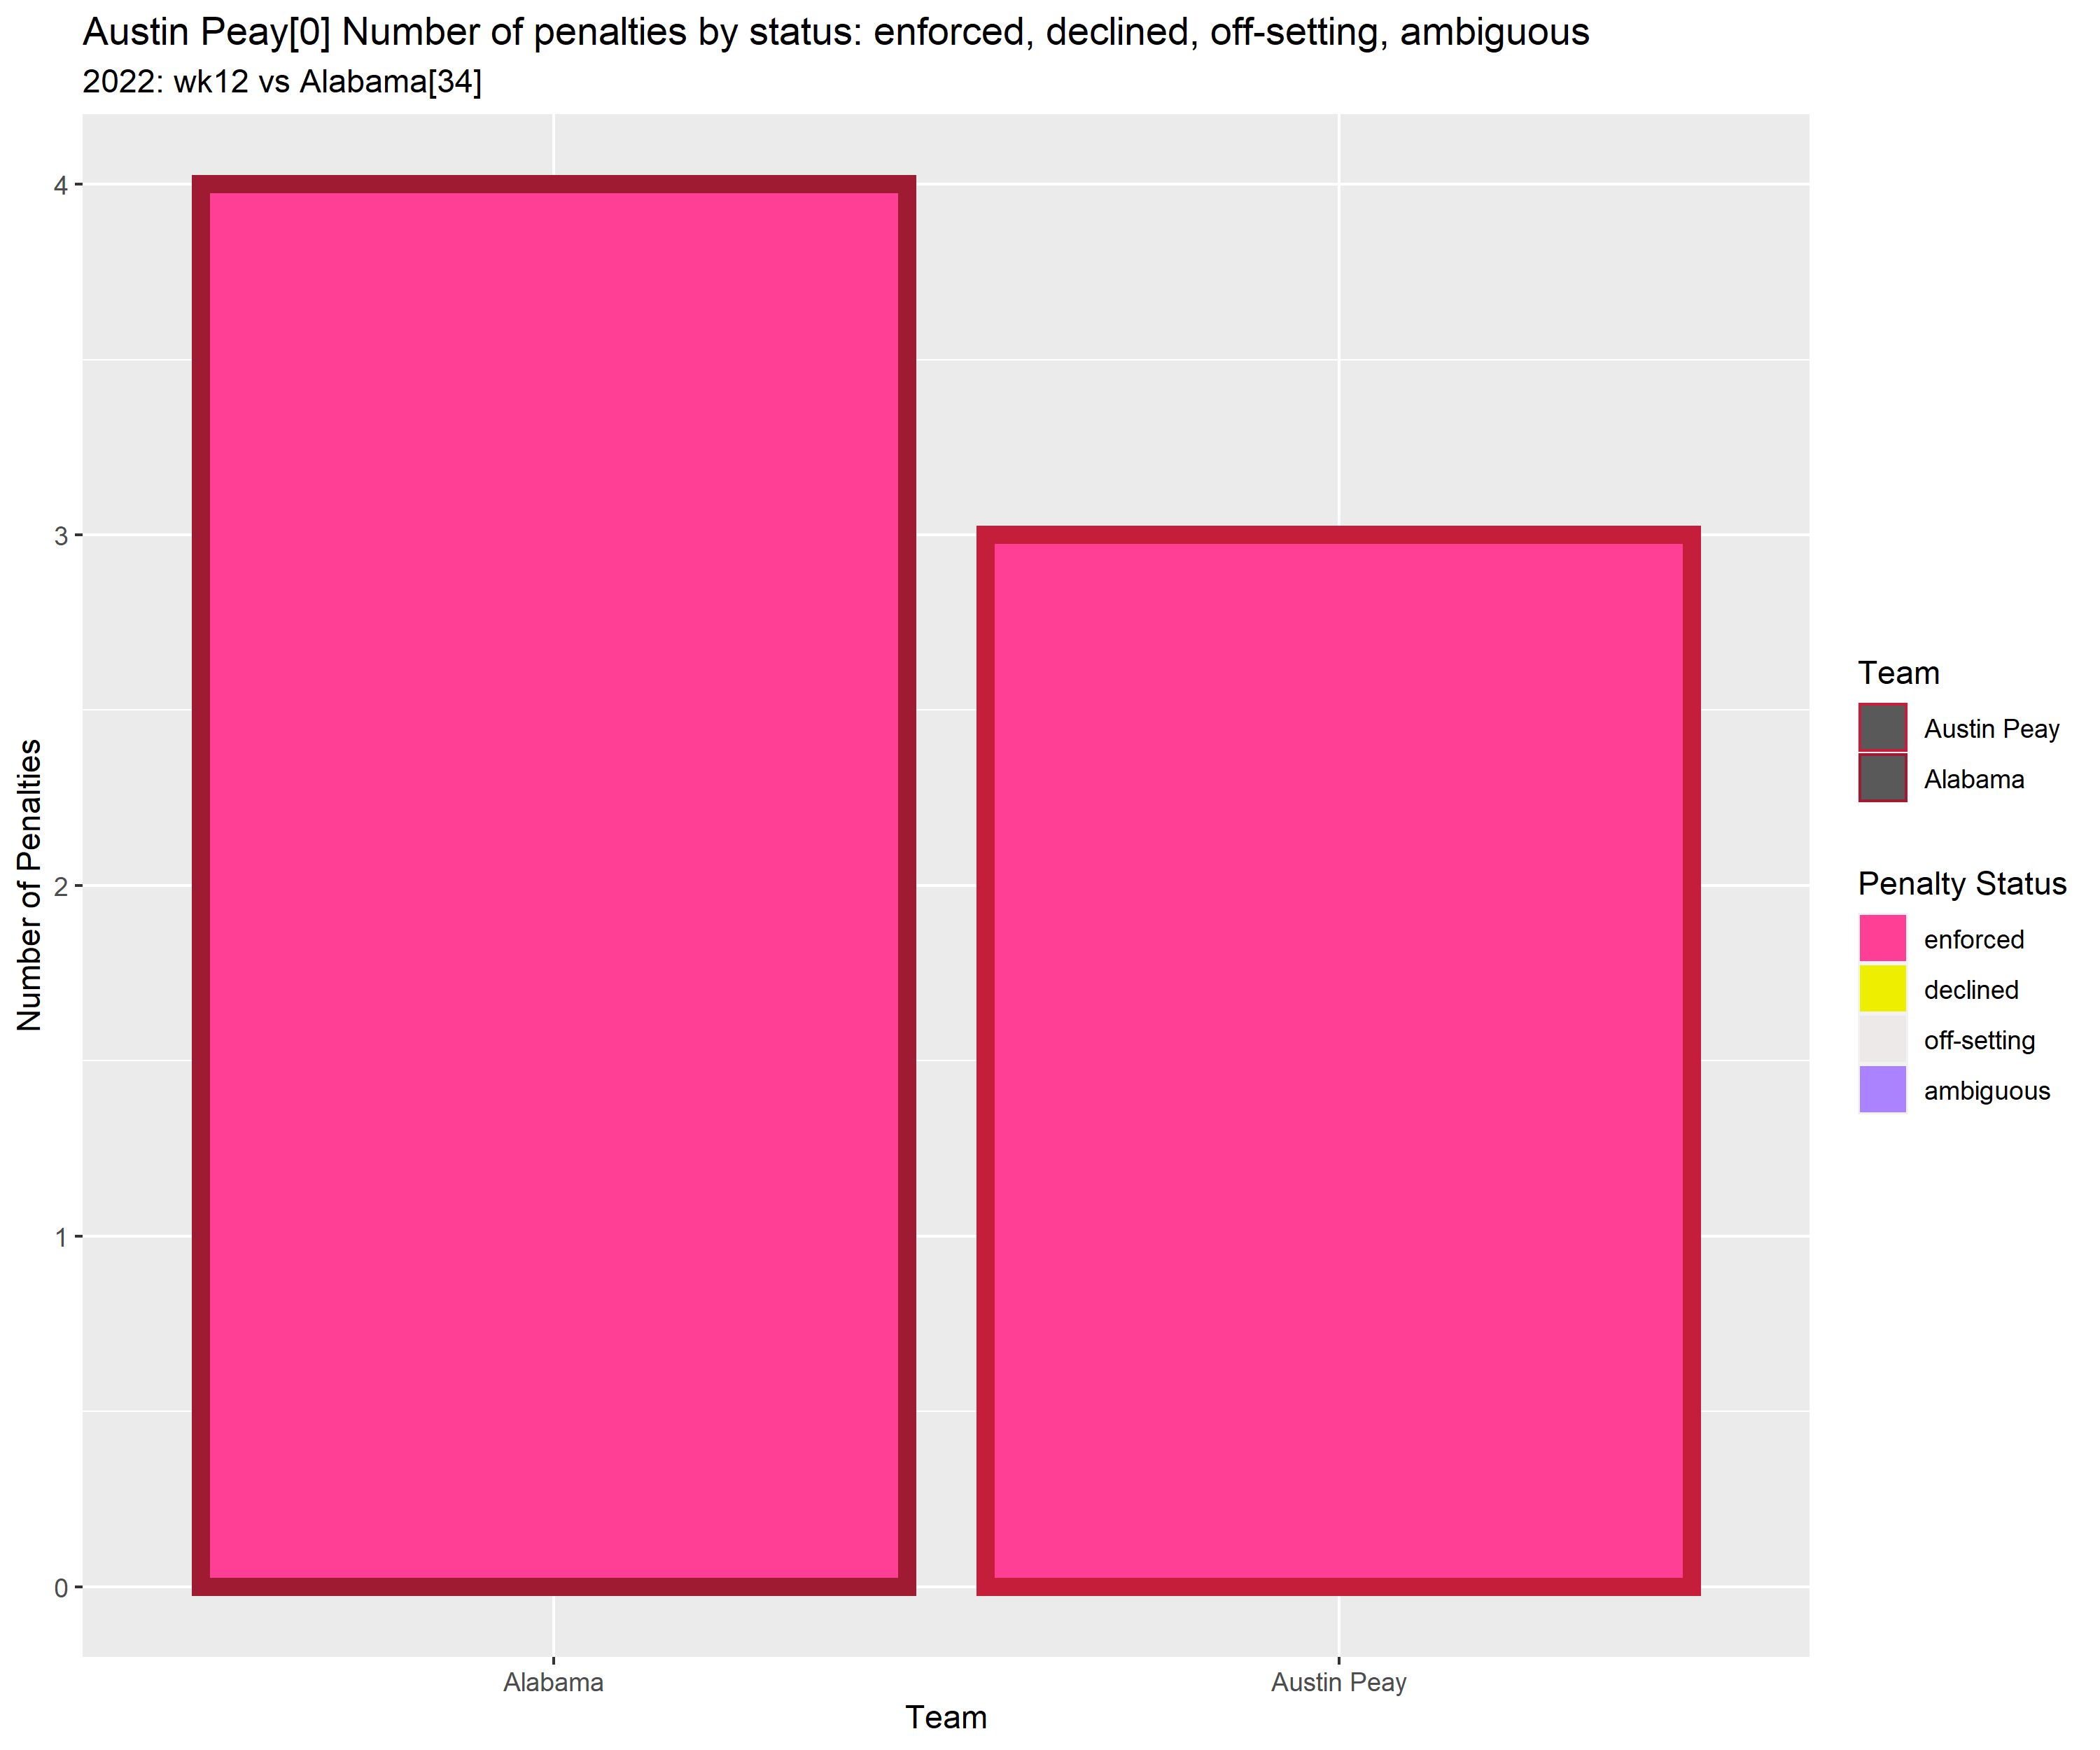 Austin Peay[0] Number of penalties by status: enforced, declined, off-setting, ambiguous
2022: wk12 vs Alabama[34]
Number of Penalties
4
3
2
1
0
Alabama
Austin Peay
Team
Team
Austin Peay
Alabama
Penalty Status
enforced
declined
off-setting
ambiguous